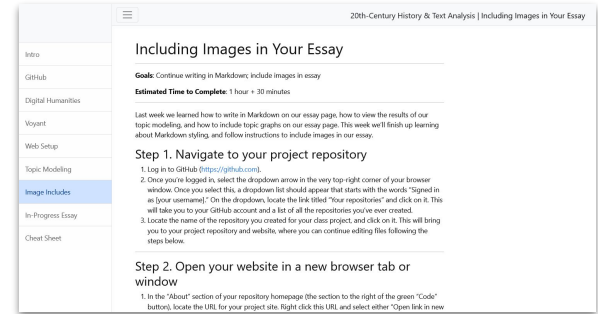 20th-Century History & Text Analysis | Including Images in Your Essay
Intro
GitHub
Digital Humanities
Voyant
Web Setup
Topic Modeling
Image Includes
In-Progress Essay
Cheat Sheet
Including Images in Your Essay
Goals: Continue writing in Markdown; include images in essay
Estimated Time to Complete: 1 hour + 30 minutes
Last week we learned how to write in Markdown on our essay page, how to view the results of our
topic modeling, and how to include topic graphs on our essay page. This week we'll finish up learning
about Markdown styling, and follow instructions to include images in our essay.
Step 1. Navigate to your project repository
1. Log in to GitHub (https://github.com).
2. Once you're logged in, select the dropdown arrow in the very top-right corner of your browser
window. Once you select this, a dropdown list should appear that starts with the words "Signed in
as [your username]." On the dropdown, locate the link titled "Your repositories" and click on it. This
will take you to your GitHub account and a list of all the repositories you've ever created.
3. Locate the name of the repository you created for your class project, and click on it. This will bring
you to your project repository and website, where you can continue editing files following the
steps below.
Step 2. Open your website in a new browser tab or
window
1. In the "About" section of your repository homepage (the section to the right of the green "Code"
button), locate the URL for your project site. Right click this URL and select either "Open link in new